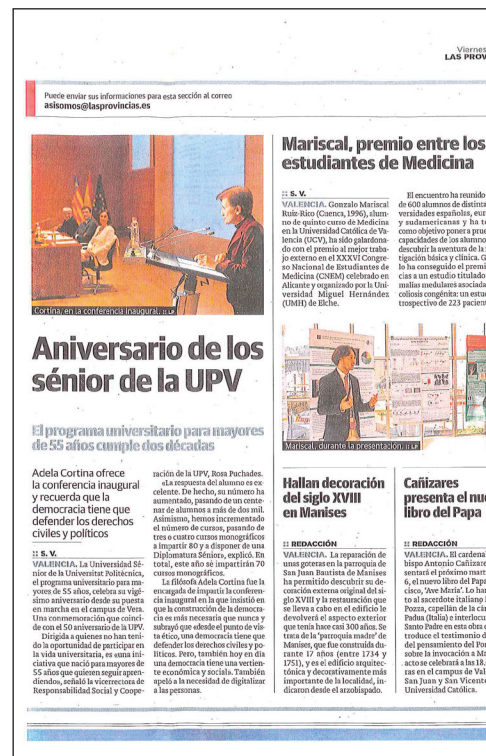 Viernes
LAS PROV
Puede enviar sus informaciones para esta sección al correo
asisomos@lasprovincias.es
Cortina, en la conferencia inaugural. :: LP
Aniversario de los
sénior de la UPV
El programa universitario para mayores
de 55 años cumple dos décadas
Adela Cortina ofrece
la conferencia inaugural
y recuerda que la
democracia tiene que
defender los derechos
civiles y políticos
:: S. V.
VALENCIA. La Universidad Sé-
nior de la Universitat Politècnica,
el programa universitario para ma-
yores de 55 años, celebra su vigé-
simo aniversario desde su puesta
en marcha en el campus de Vera.
Una conmemoración que coinci-
de con el 50 aniversario de la UPV.
Dirigida a quienes no han teni-
do la oportunidad de participar en
la vida universitaria, es «una ini-
ciativa que nació para mayores de
55 años que quieren seguir apren-
diendo», señaló la vicerrectora de
Responsabilidad Social y Coope-
ración de la UPV, Rosa Puchades.
«La respuesta del alumno es ex-
celente. De hecho, su número ha
aumentado, pasando de un cente-
nar de alumnos a más de dos mil.
Asimismo, hemos incrementado
el número de cursos, pasando de
tres o cuatro cursos monográficos
a impartir 80 y a disponer de una
Diplomatura Sénior», explicó. En
total, este año se impartirán 70
cursos monográficos.
La filósofa Adela Cortina fue la
encargada de impartir la conferen-
cia inaugural en la que insistió en
que la construcción de la democra-
cia es más necesaria que nunca y
subrayó que «desde el punto de vis-
ta ético, una democracia tiene que
defender los derechos civiles y po-
líticos. Pero, también hoy en día
una democracia tiene una vertien-
te económica y social». También
apeló a la necesidad de digitalizar
a las personas.
Mariscal, premio entre los
estudiantes de Medicina
:: S. V.
VALENCIA. Gonzalo Mariscal
Ruiz-Rico (Cuenca, 1996), alum-
no de quinto curso de Medicina
en la Universidad Católica de Va-
lencia (UCV), ha sido galardona-
do con el premio al mejor traba-
jo externo en el XXXVI Congre-
so Nacional de Estudiantes de
Medicina (CNEM) celebrado en
Alicante y organizado por la Uni-
versidad Miguel Hernández
(UMH) de Elche.
El encuentro ha reunido
de 600 alumnos de distinta
versidades españolas, eur
y sudamericanas y ha te
como objetivo poner a prue
capacidades de los alumno
descubrir la aventura de la
tigación básica y clínica. G
lo ha conseguido el premi
cias a un estudio titulado
malías medulares asociada
coliosis congénita: un estu
trospectivo de 223 pacient
Mariscal, durante la presentación. :: LP
Hallan decoración
del siglo XVIII
en Manises
:: REDACCIÓN
VALENCIA. La reparación de
unas goteras en la parroquia de
San Juan Bautista de Manises
ha permitido descubrir su de-
coración externa original del si-
glo XVIII y la restauración que
se lleva a cabo en el edificio le
devolverá el aspecto exterior
que tenía hace casi 300 años. Se
trata de la 'parroquia madre' de
Manises, que fue construida du-
rante 17 años (entre 1734 y
1751), y es el edificio arquitec-
tónica y decorativamente más
importante de la localidad, in-
dicaron desde el arzobispado.
Cañizares
presenta el nue
libro del Papa
:: REDACCIÓN
VALENCIA. El cardena
bispo Antonio Cañizare
sentará el próximo mart
6, el nuevo libro del Papa
cisco, 'Ave María'. Lo han
to al sacerdote italiano
Pozza, capellán de la cár
Padua (Italia) e interlocu
Santo Padre en esta obra
troduce el testimonio d
del pensamiento del Por
sobre la invocación a Ma
acto se celebrará a las 18.
ras en el campus de Val
San Juan y San Vicente
Universidad Católica.